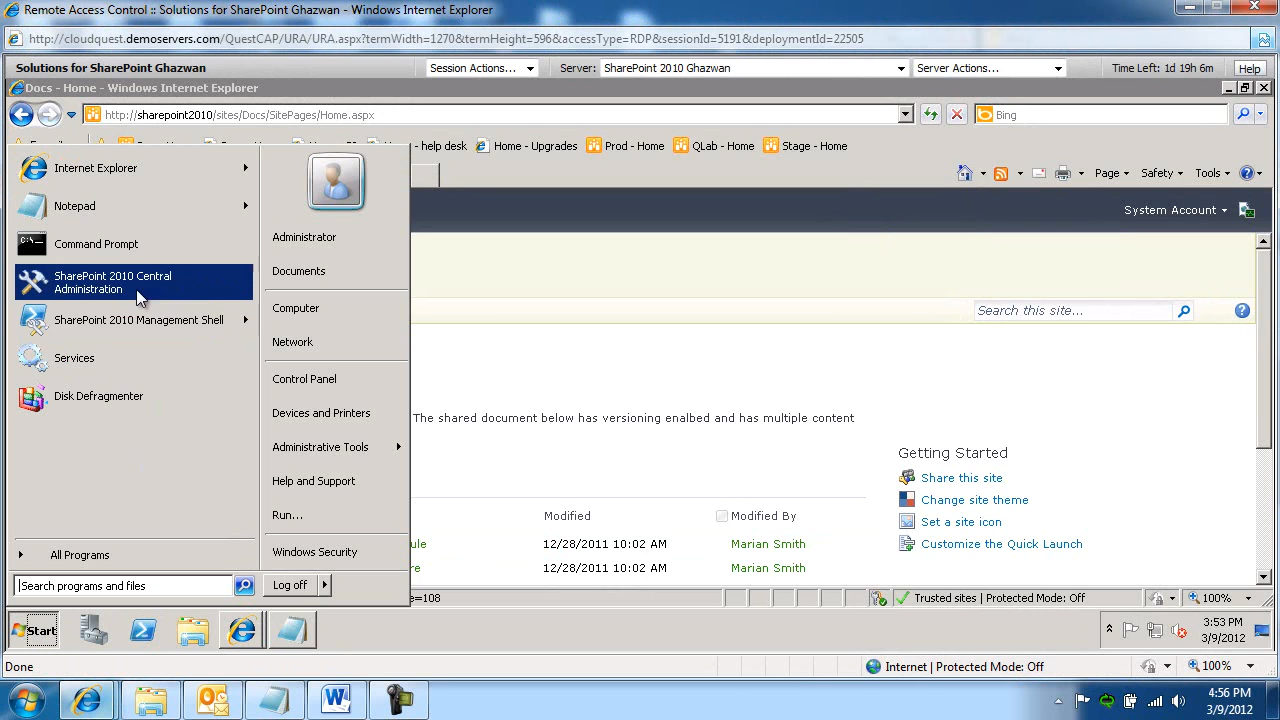 Remote Access Control :: Solutions for SharePoint Ghazwan - Windows Internet Explorer
http://cloudquest.demoservers.com/QuestCAP/URA/URA.aspx?termWidth=1270&termHeight=596&accessType=RDP&sessionId=5191&deploymentId=22505
Solutions for SharePoint Ghazwan Session Actions... Server: SharePoint 2010 Ghazwan Server Actions... Time Left: 1d 19h 6m Help
Docs - Home - Windows Internet Explorer
http://sharepoint2010/sites/Docs/SitePages/Home.aspx Bing
help desk Home - Upgrades Prod - Home QLab - Home Stage - Home
Page Safety Tools
System Account
Search this site...
The shared document below has versioning enalbed and has multiple content
Getting Started
Share this site
Change site theme
Set a site icon
Customize the Quick Launch
Modified Modified By
ule 12/28/2011 10:02 AM Marian Smith
re 12/28/2011 10:02 AM Marian Smith
Internet Explorer
Notepad
C:\
Command Prompt
SharePoint 2010 Central
Administration
SharePoint 2010 Management Shell
Services
Disk Defragmenter
All Programs
Search programs and files
Administrator
Documents
Computer
Network
Control Panel
Devices and Printers
Administrative Tools
Help and Support
Run...
Windows Security
Log off
=108 Trusted sites | Protected Mode: Off 100%
Start 3:53 PM
3/9/2012
Done Internet | Protected Mode: Off 100%
4:56 PM
3/9/2012